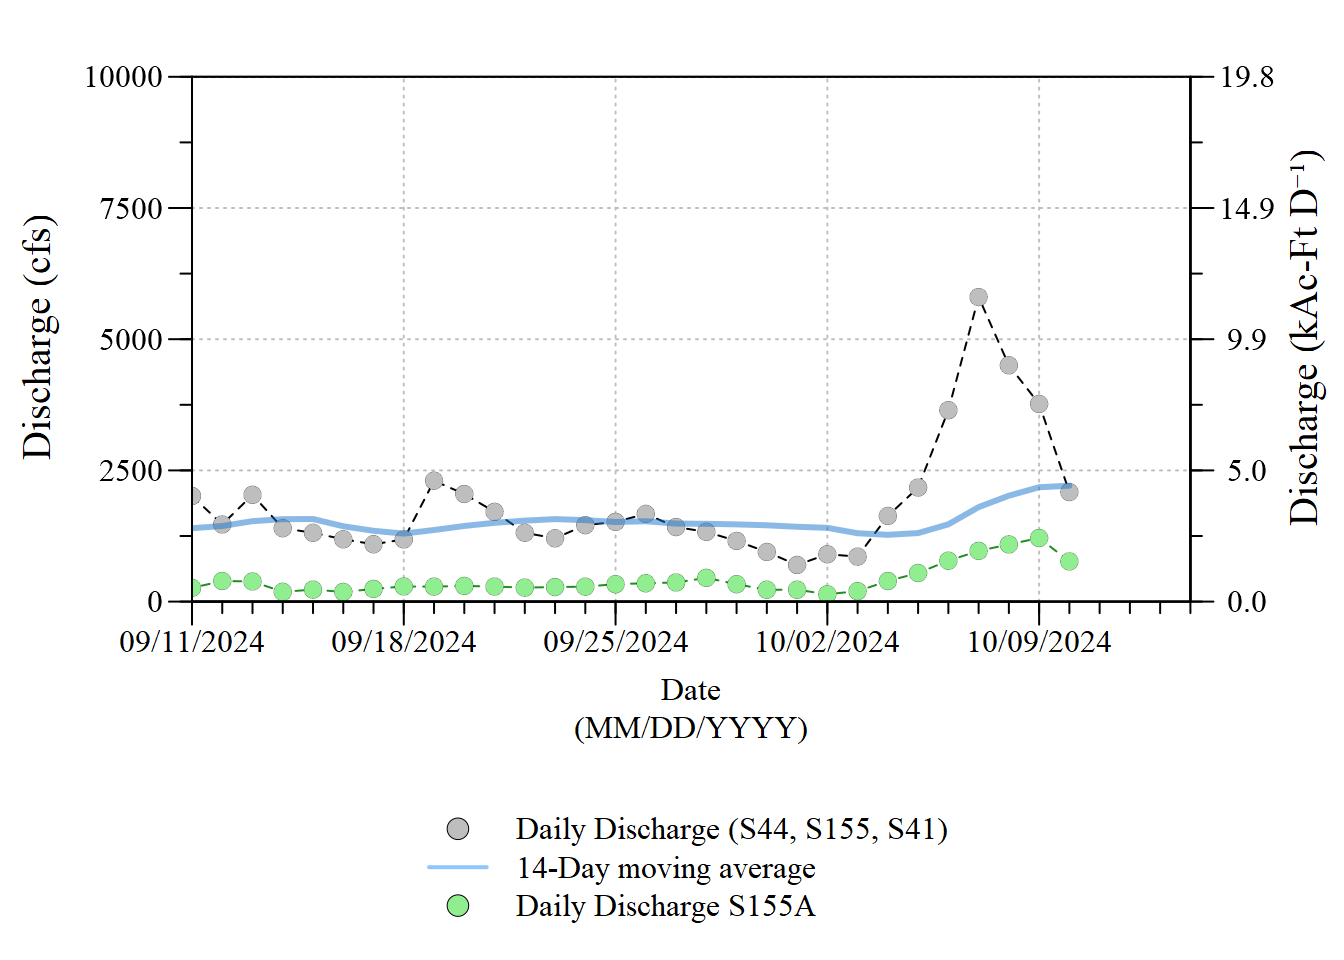 10000
7500
5000
2500
0
Discharge (cfs)
19.8
14.9
9.9
5.0
0.0
Discharge (kAc-Ft D⁻¹)
09/11/2024 09/18/2024 09/25/2024 10/02/2024 10/09/2024
Date
(MM/DD/YYYY)
Daily Discharge (S44, S155, S41)
14-Day moving average
Daily Discharge S155A